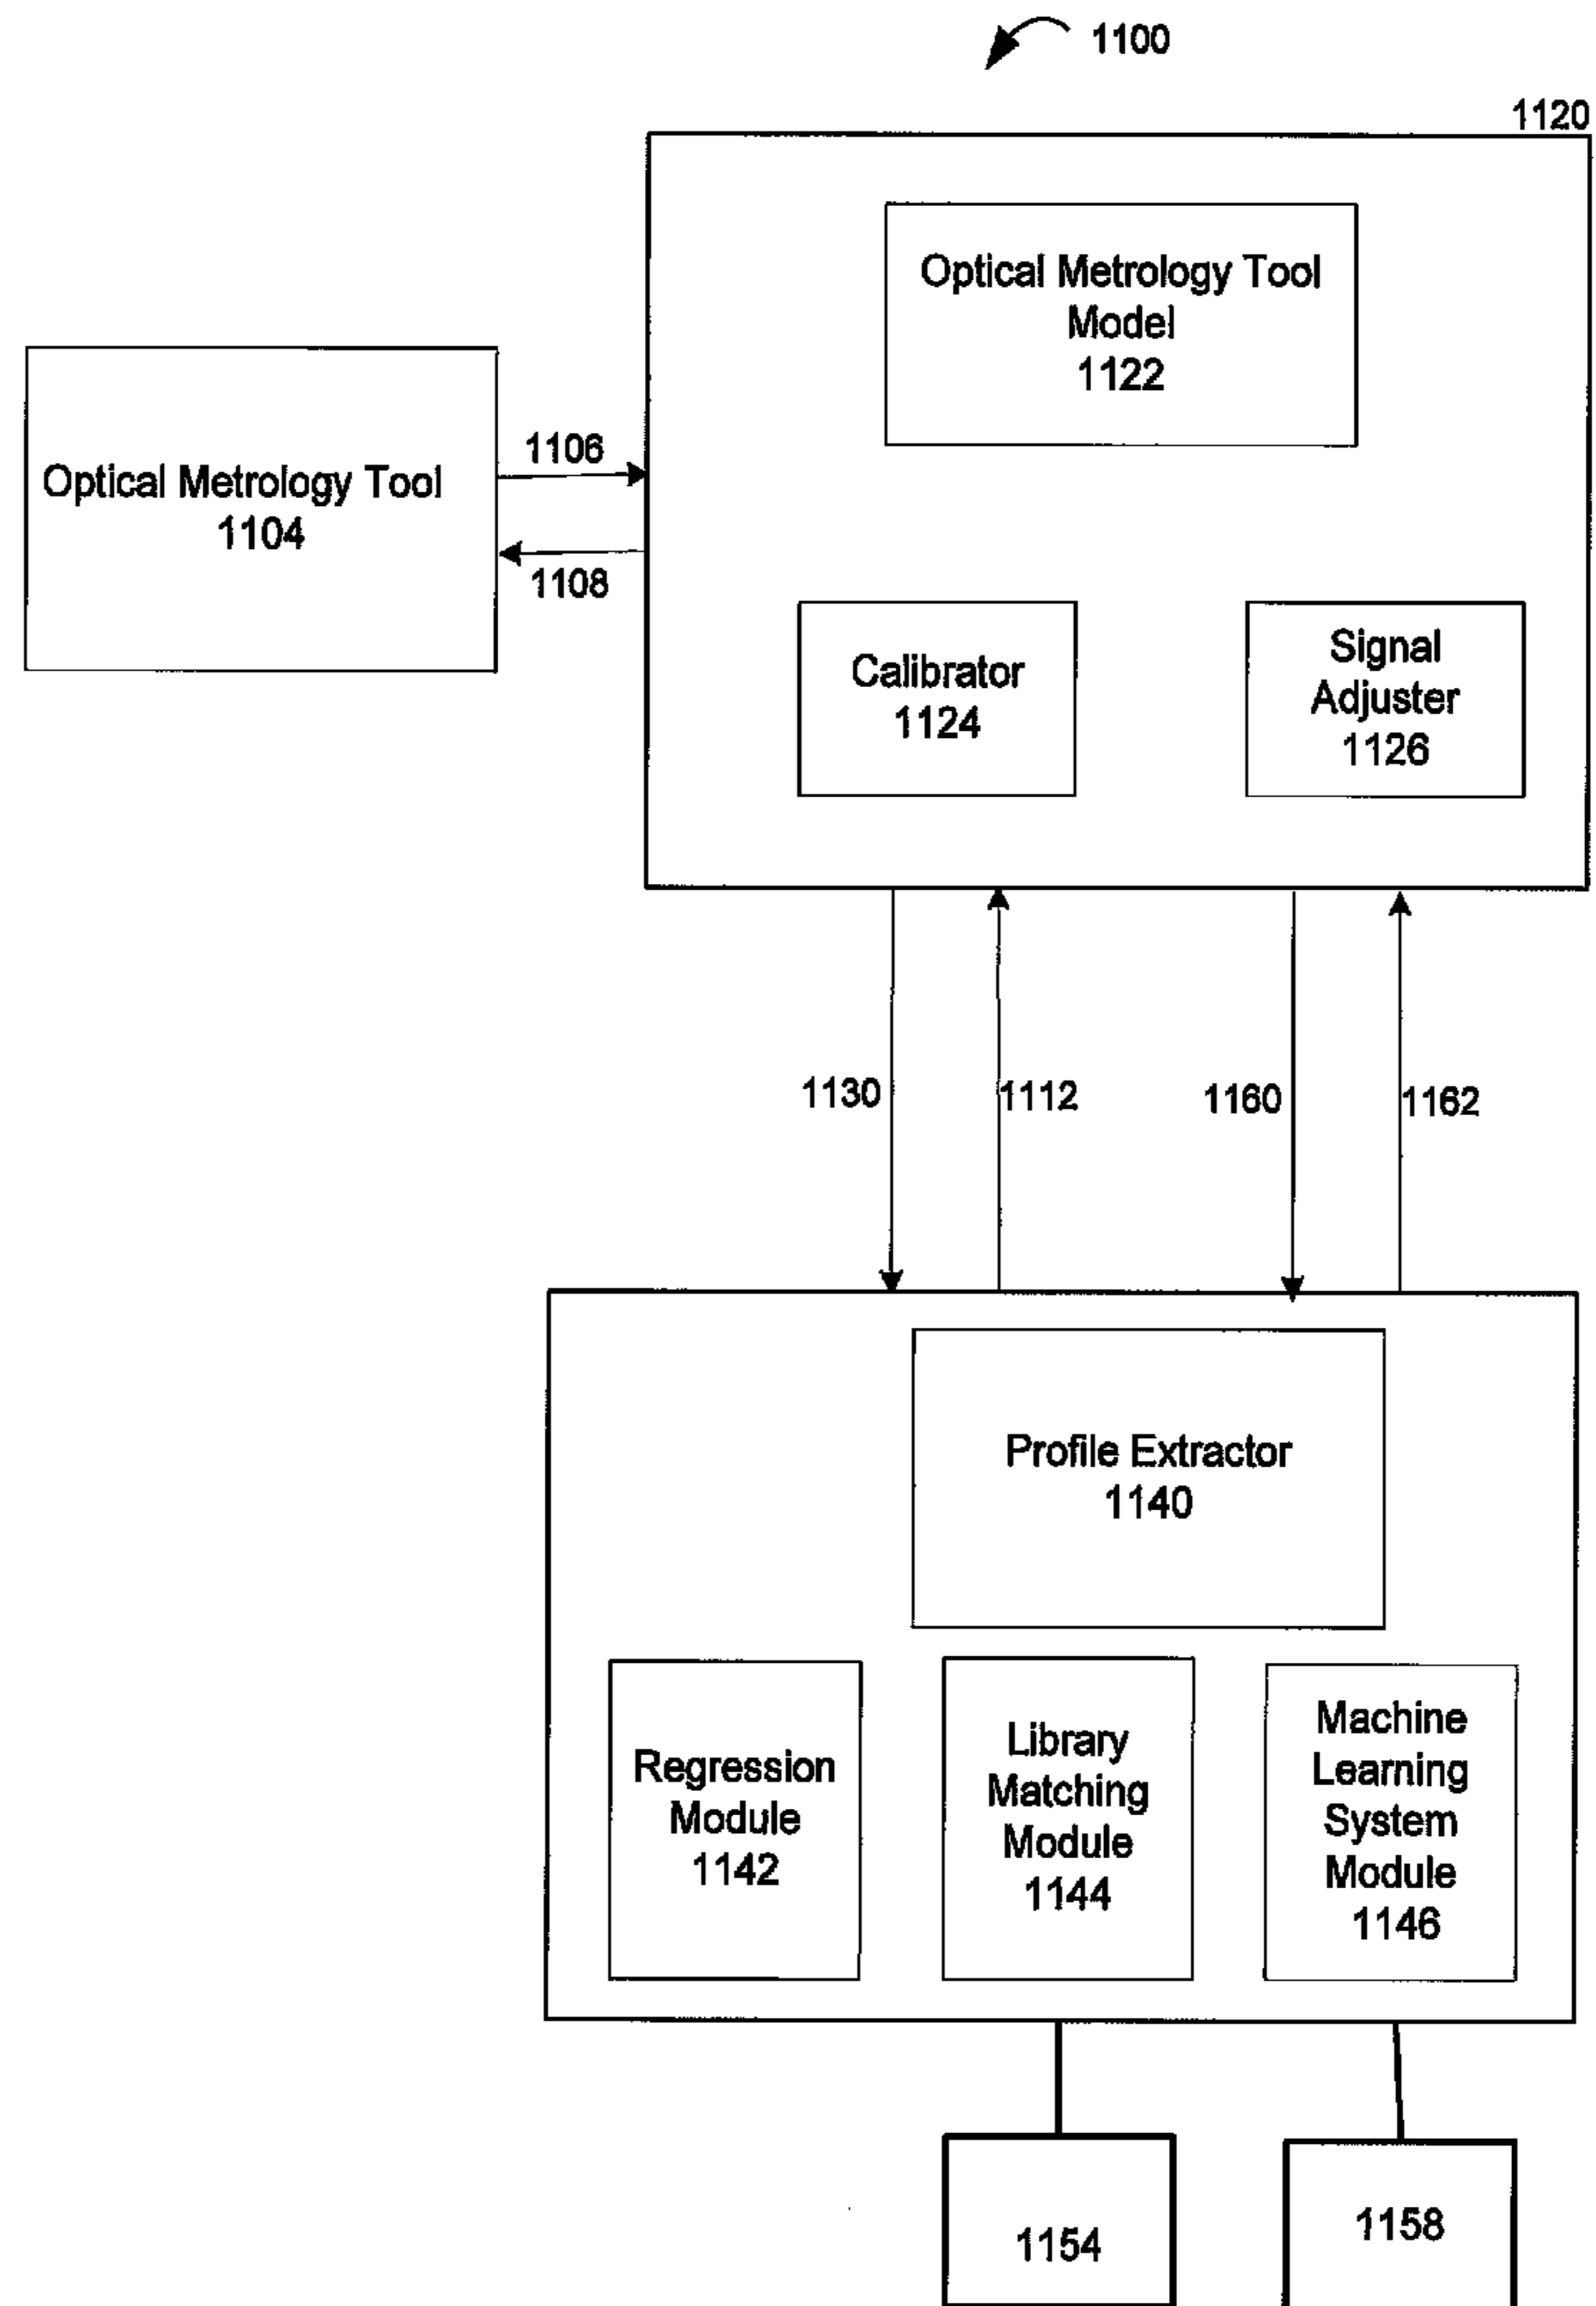 1100
1120
Optical Metrology Tool
Model
1122
Optical Metrology Tool
1104
1106
1108
Calibrator
1124
Signal
Adjuster
1126
1130
1112
1160
1162
Profile Extractor
1140
Regression
Module
1142
Library
Matching
Module
1144
Machine
Learning
System
Module
1146
1154
1158